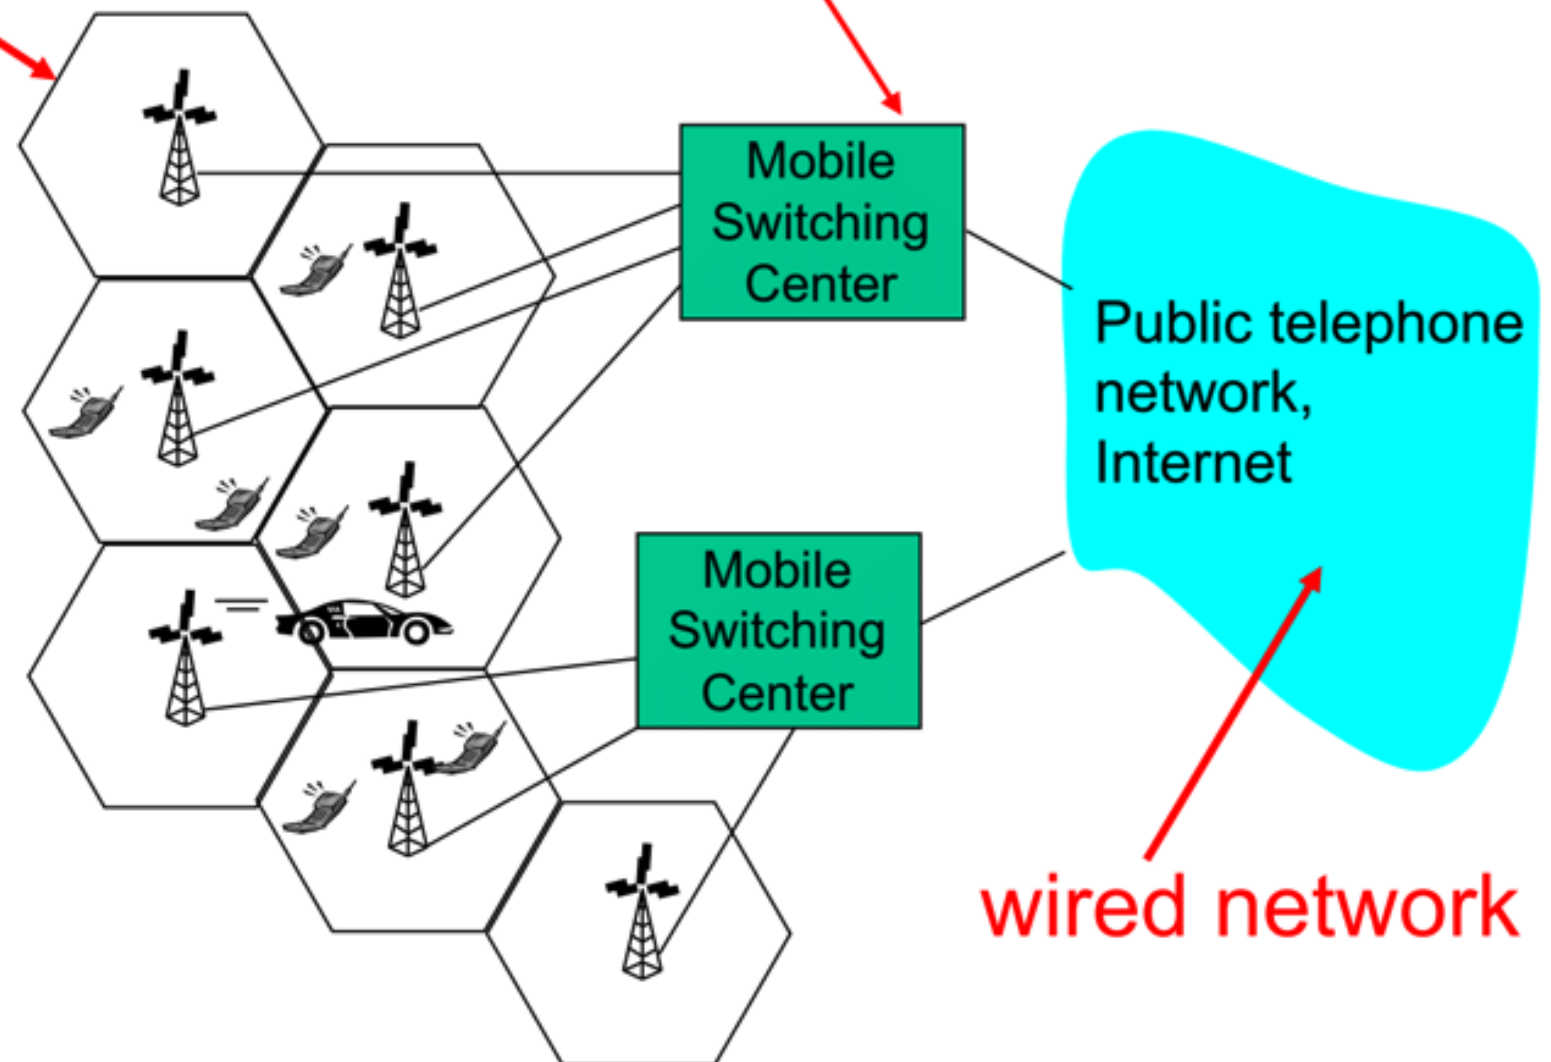 Mobile
Switching
Center
Public telephone
network,
Internet
Mobile
Switching
Center
wired network